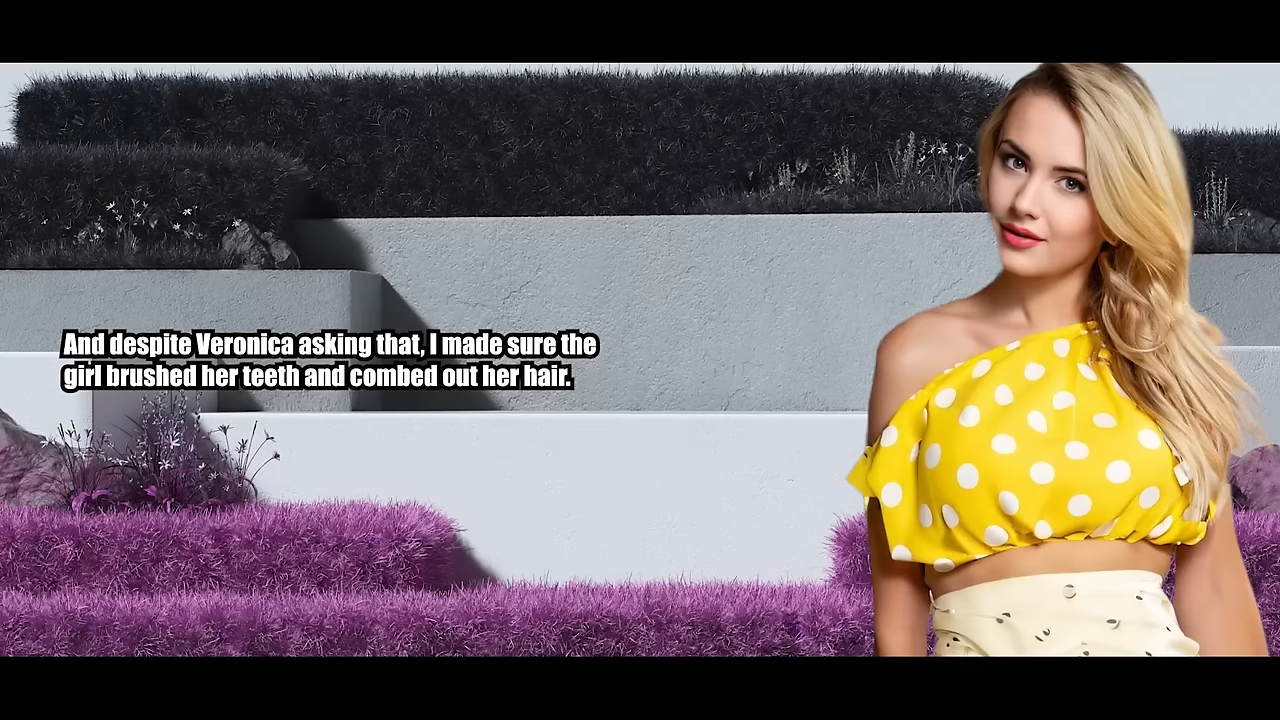 And despite Veronica asking that, I made sure the
girl brushed her teeth and combed out her hair.